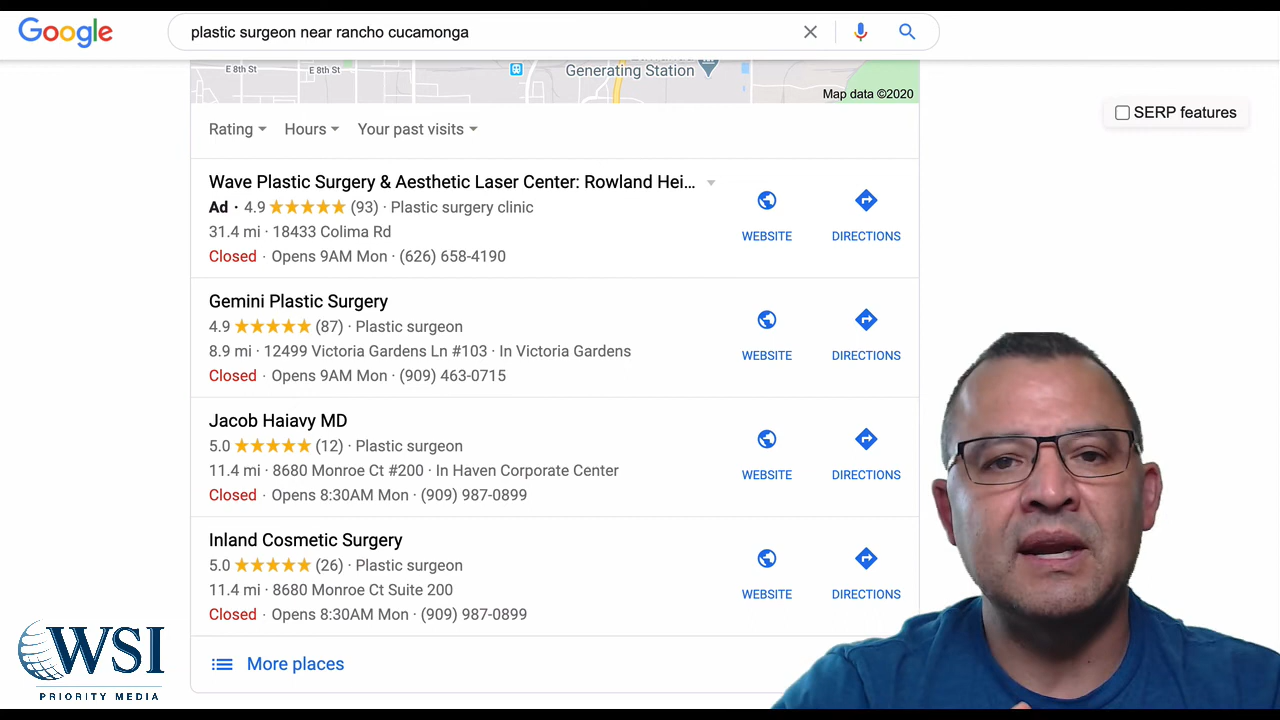 Google
plastic surgeon near rancho cucamonga
E 8th St
E 8th St
Generating Station
Map data ©2020
SERP features
Rating
Hours
Your past visits
Wave Plastic Surgery & Aesthetic Laser Center: Rowland Hei...
Ad · 4.9 (93) · Plastic surgery clinic
31.4 mi · 18433 Colima Rd
Closed · Opens 9AM Mon · (626) 658-4190
WEBSITE
DIRECTIONS
Gemini Plastic Surgery
4.9 (87) · Plastic surgeon
8.9 mi · 12499 Victoria Gardens Ln #103 · In Victoria Gardens
Closed · Opens 9AM Mon · (909) 463-0715
WEBSITE
DIRECTIONS
Jacob Haiavy MD
5.0 (12) · Plastic surgeon
11.4 mi · 8680 Monroe Ct #200 · In Haven Corporate Center
Closed · Opens 8:30AM Mon · (909) 987-0899
WEBSITE
DIRECTIONS
Inland Cosmetic Surgery
5.0 (26) · Plastic surgeon
11.4 mi · 8680 Monroe Ct Suite 200
Closed · Opens 8:30AM Mon · (909) 987-0899
WEBSITE
DIRECTIONS
More places
WSI
PRIORITY MEDIA